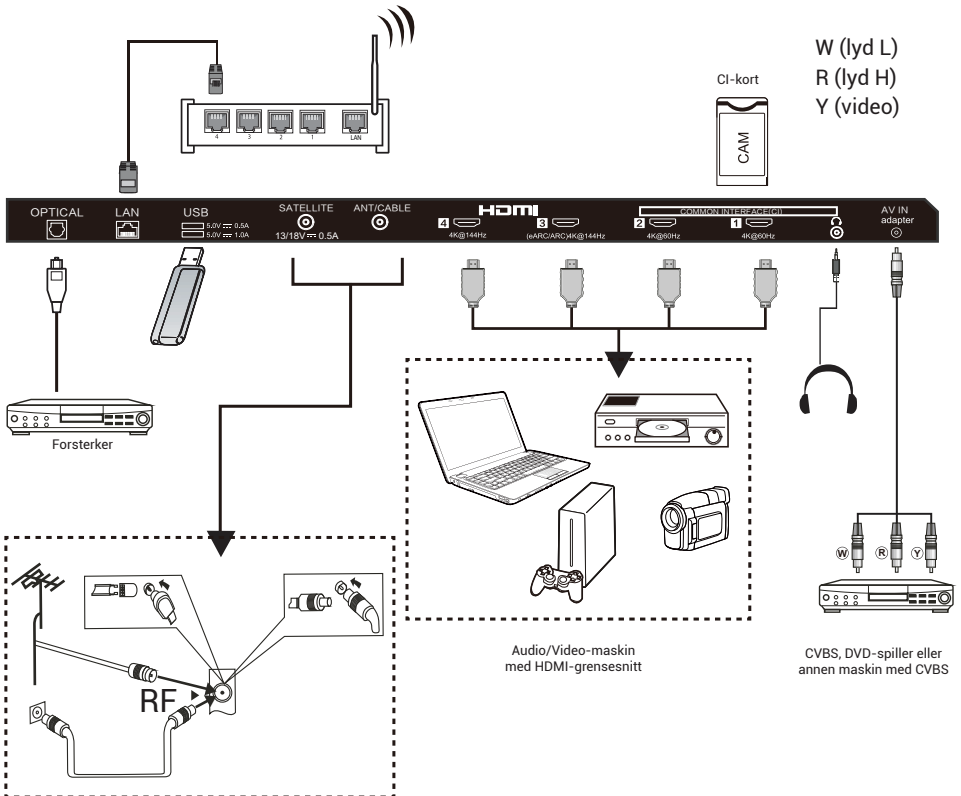 W (lyd L)
R (lyd H)
Y (video)
CI-kort
CAM
4 3 2 1 LAN
OPTICAL
LAN
USB
5.0V 0.5A
5.0V 1.0A
SATELLITE
13/18V 0.5A
ANT/CABLE
HDMI
4
4K@144Hz
3
(eARC/ARC)4K@144Hz
COMMON INTERFACE(CI)
2
4K@60Hz
1
4K@60Hz
AV IN
adapter
Forsterker
RF
Audio/Video-maskin
med HDMI-grensesnitt
W R Y
CVBS, DVD-spiller eller
annen maskin med CVBS